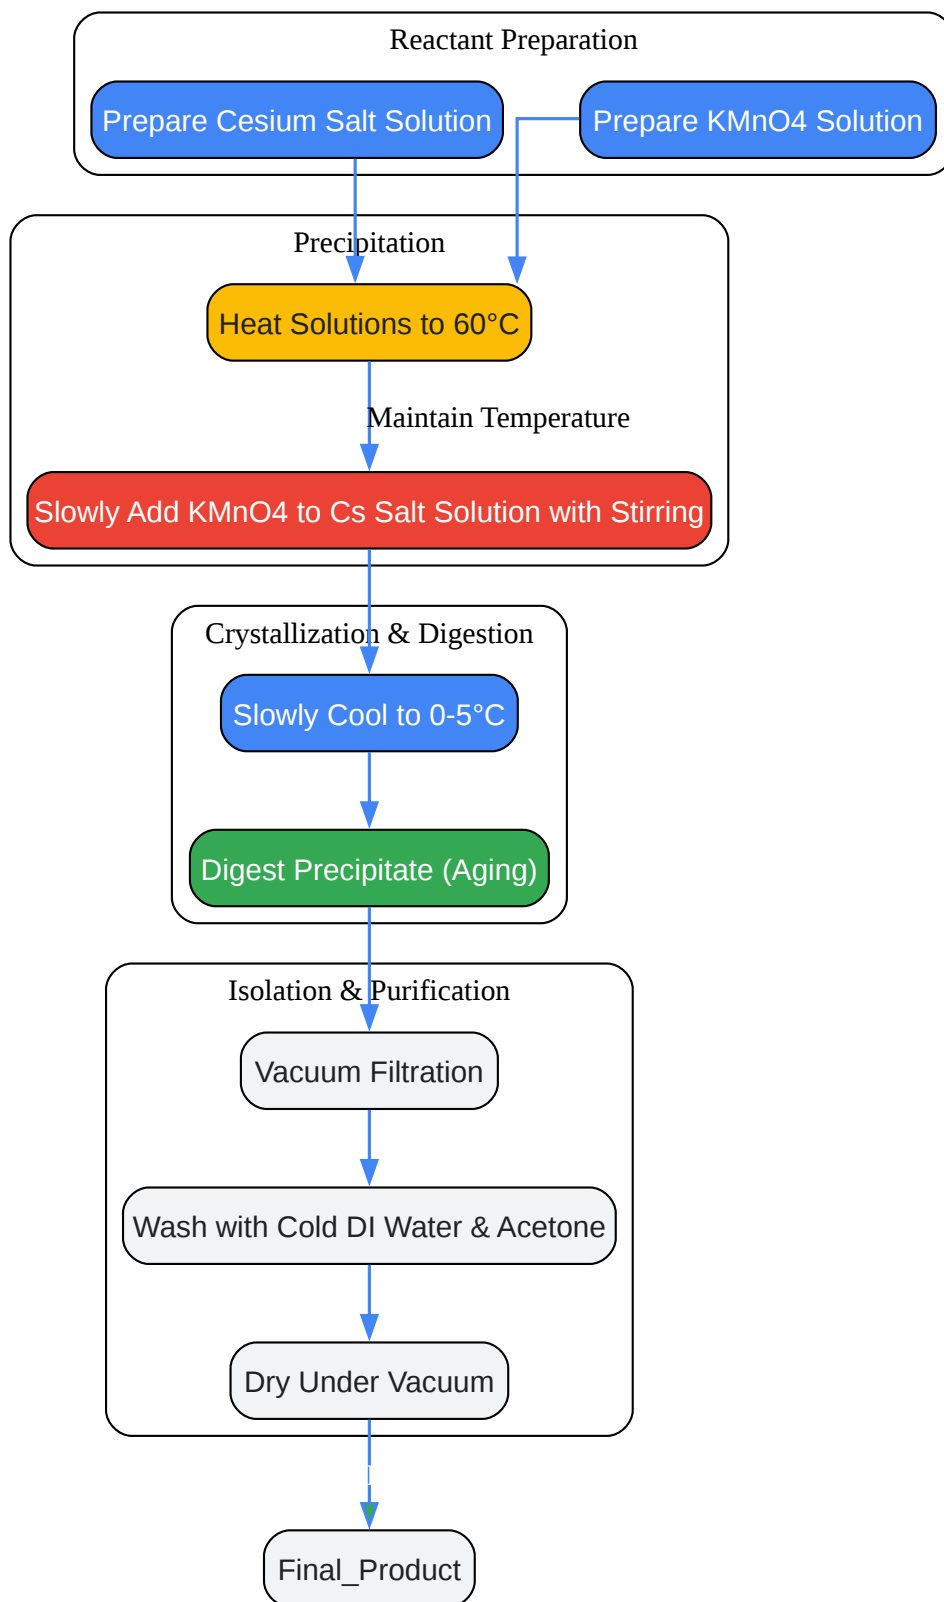 Reactant Preparation
Prepare Cesium Salt Solution
Prepare KMnO4 Solution
Precipitation
Heat Solutions to 60°C
Maintain Temperature
Slowly Add KMnO4 to Cs Salt Solution with Stirring
Crystallization & Digestion
Slowly Cool to 0-5°C
Digest Precipitate (Aging)
Isolation & Purification
Vacuum Filtration
Wash with Cold DI Water & Acetone
Dry Under Vacuum
Final_Product